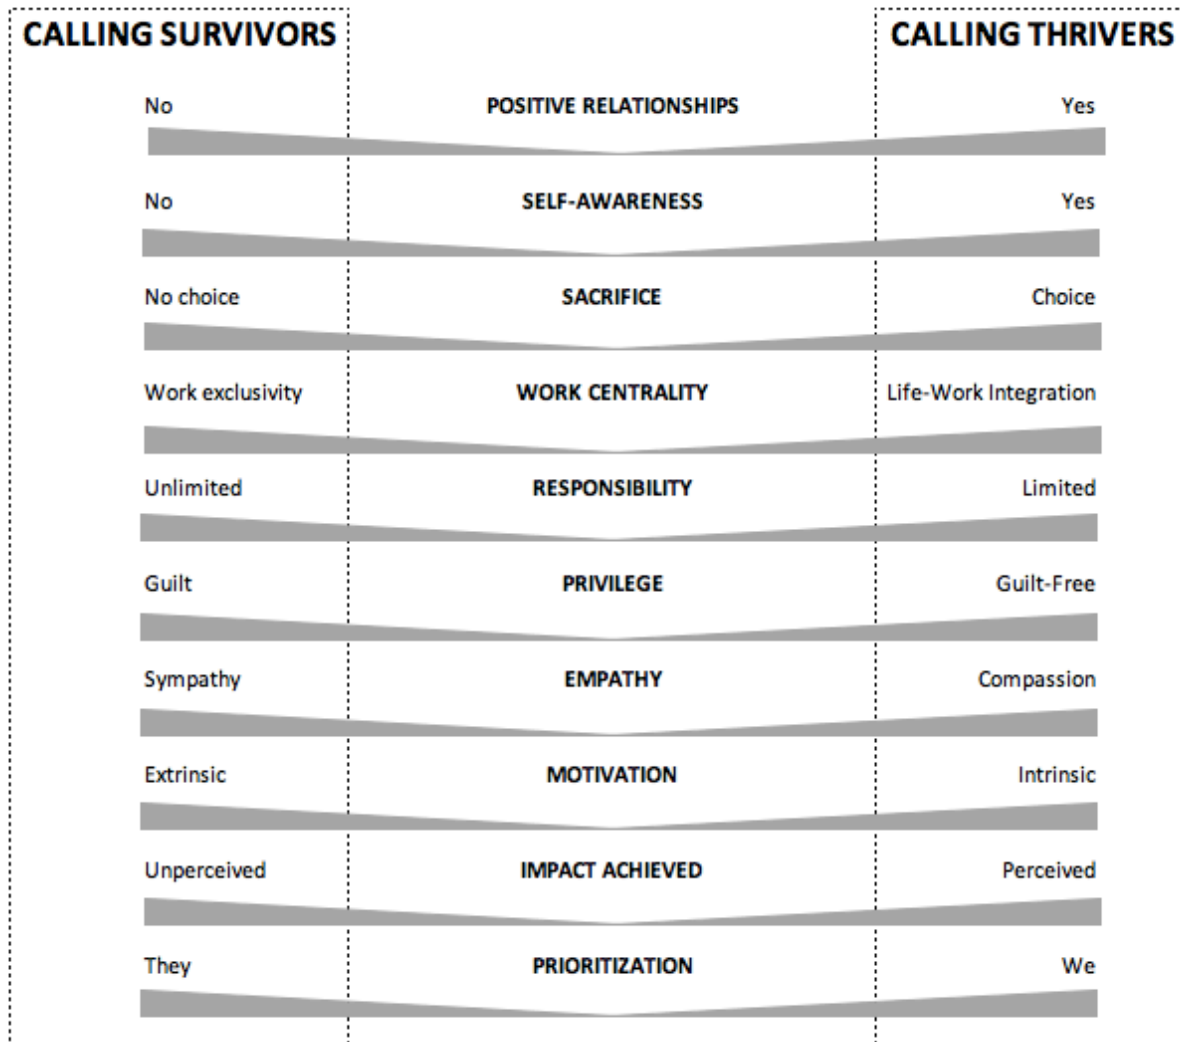 CALLING SURVIVORS CALLING THRIVERS
No POSITIVE RELATIONSHIPS Yes
No SELF-AWARENESS Yes
No choice SACRIFICE Choice
Work exclusivity WORK CENTRALITY Life-Work Integration
Unlimited RESPONSIBILITY Limited
Guilt PRIVILEGE Guilt-Free
Sympathy EMPATHY Compassion
Extrinsic MOTIVATION Intrinsic
Unperceived IMPACT ACHIEVED Perceived
They PRIORITIZATION We